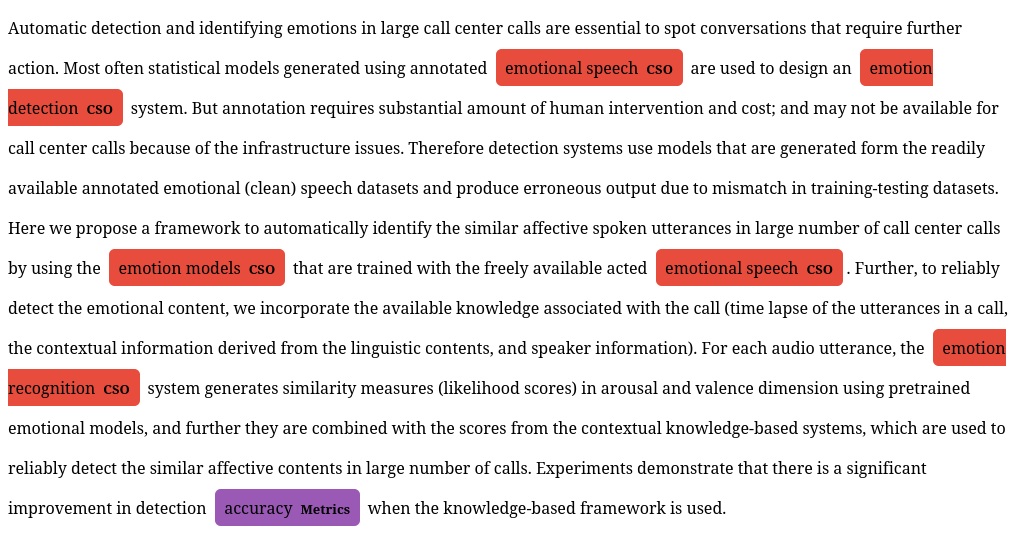 Automatic detection and identifying emotions in large call center calls are essential to spot conversations that require further
action. Most often statistical models generated using annotated emotional speech CSO are used to design an emotion
detection CSO system. But annotation requires substantial amount of human intervention and cost; and may not be available for
call center calls because of the infrastructure issues. Therefore detection systems use models that are generated form the readily
available annotated emotional (clean) speech datasets and produce erroneous output due to mismatch in training-testing datasets.
Here we propose a framework to automatically identify the similar affective spoken utterances in large number of call center calls
by using the emotion models CSO that are trained with the freely available acted emotional speech CSO . Further, to reliably
detect the emotional content, we incorporate the available knowledge associated with the call (time lapse of the utterances in a call,
the contextual information derived from the linguistic contents, and speaker information). For each audio utterance, the emotion
recognition CSO system generates similarity measures (likelihood scores) in arousal and valence dimension using pretrained
emotional models, and further they are combined with the scores from the contextual knowledge-based systems, which are used to
reliably detect the similar affective contents in large number of calls. Experiments demonstrate that there is a significant
improvement in detection accuracy Metrics when the knowledge-based framework is used.